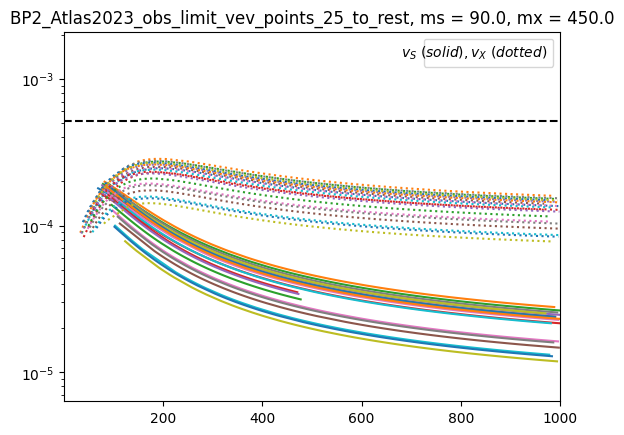 BP2_Atlas2023_obs_limit_vev_points_25_to_rest, ms = 90.0, mx = 450.0
v_S (solid), v_X (dotted)
10⁻³
10⁻⁴
10⁻⁵
200 400 600 800 1000